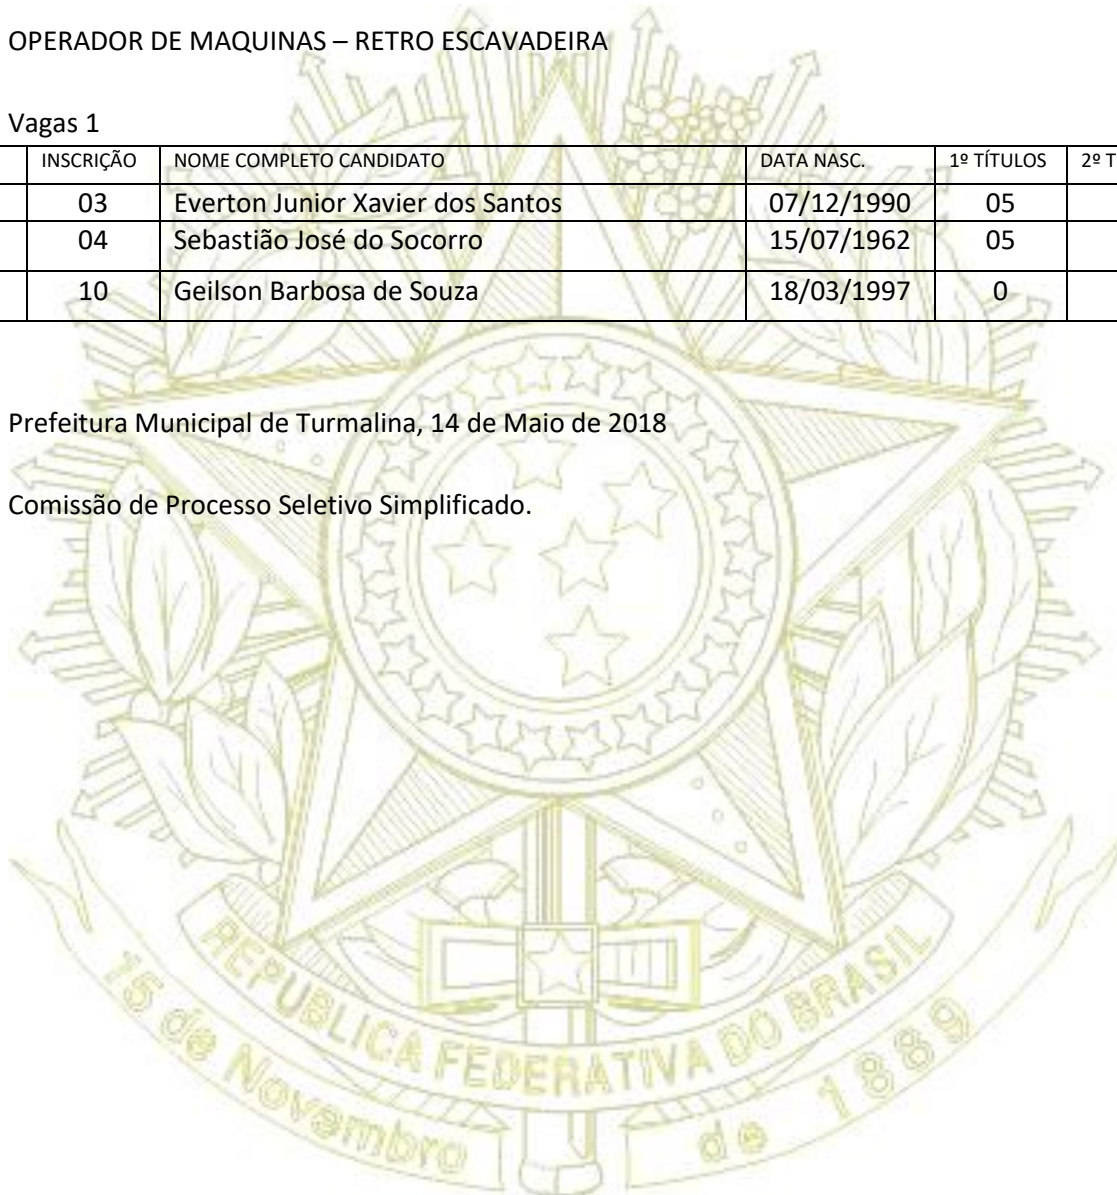 OPERADOR DE MAQUINAS – RETRO ESCAVADEIRA
Vagas 1
INSCRIÇÃO NOME COMPLETO CANDIDATO DATA NASC. 1º TÍTULOS 2º T
03 Everton Junior Xavier dos Santos 07/12/1990 05
04 Sebastião José do Socorro 15/07/1962 05
10 Geilson Barbosa de Souza 18/03/1997 0
Prefeitura Municipal de Turmalina, 14 de Maio de 2018
Comissão de Processo Seletivo Simplificado.
REPUBLICA FEDERATIVA DO BRASIL
15 de Novembro de 1889